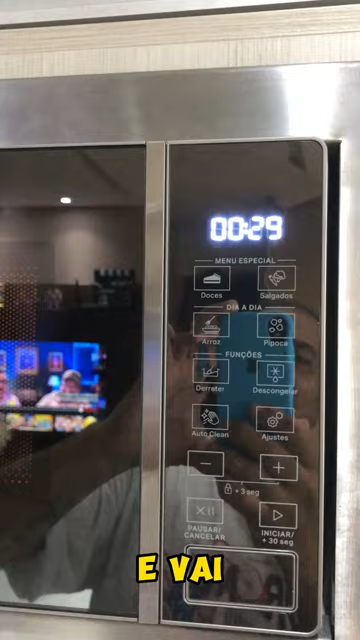 00:29
MENU ESPECIAL
Doces
Salgados
DIA A DIA
Arroz
Pipoca
FUNÇÕES
Derreter
Descongelar
Auto Clean
Ajustes
- +
+ 3 seg
PAUSAR/
CANCELAR
INICIAR/
+ 30 seg
E VAI